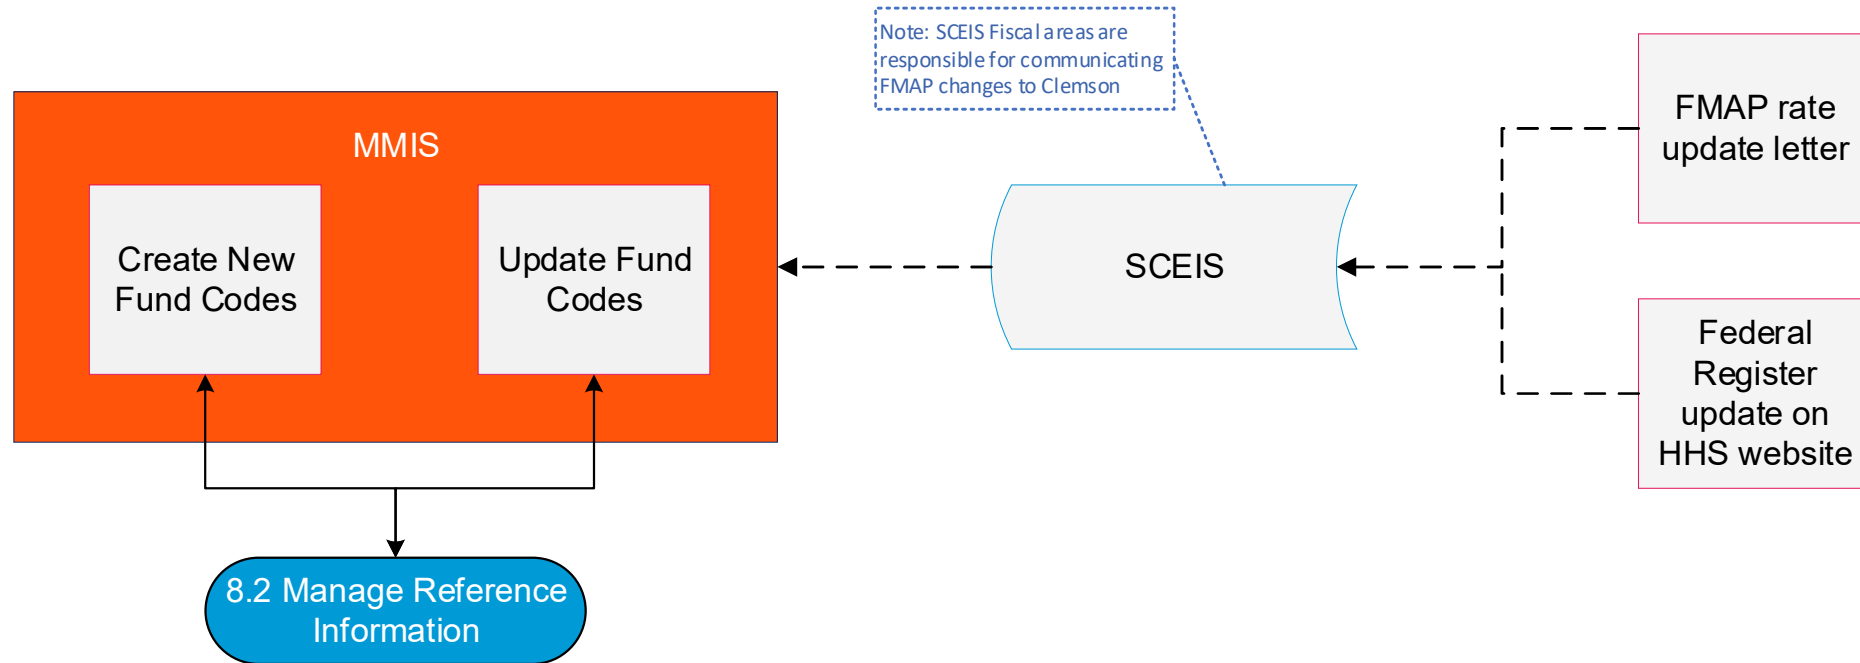 Note: SCEIS Fiscal areas are
responsible for communicating
FMAP changes to Clemson
MMIS
Create New
Fund Codes
Update Fund
Codes
SCEIS
FMAP rate
update letter
Federal
Register
update on
HHS website
8.2 Manage Reference
Information